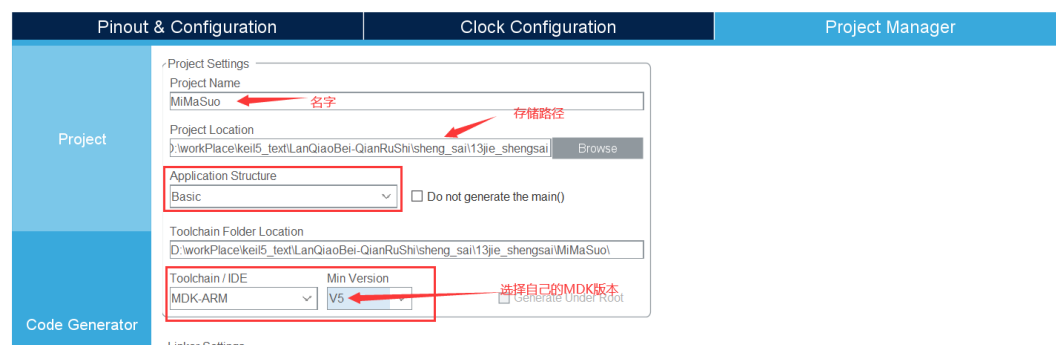 Pinout & Configuration
Clock Configuration
Project Manager
Project
Code Generator
Project Settings
Project Name
MiMaSuo
名字
存储路径
Project Location
D:\workPlace\keil5_text\LanQiaoBei-QianRuShi\sheng_sai\13jie_shengsai
Browse
Application Structure
Basic
Do not generate the main()
Toolchain Folder Location
D:\workPlace\keil5_text\LanQiaoBei-QianRuShi\sheng_sai\13jie_shengsai\MiMaSuo\
Toolchain / IDE
Min Version
MDK-ARM
V5
选择自己的MDK版本
Generate Under Root
Linker Settings